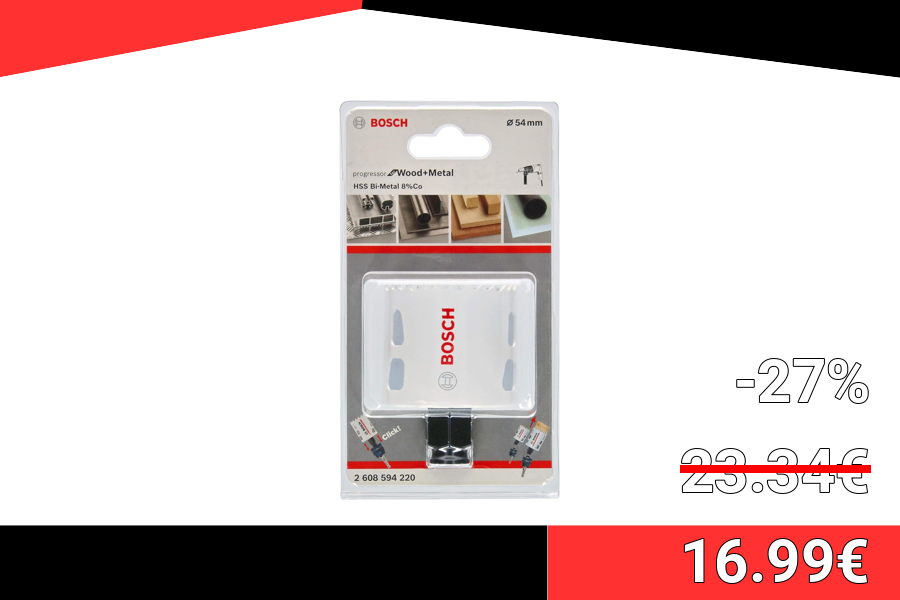 BOSCH
Ø 54 mm
progressor for Wood+Metal
HSS Bi-Metal 8%Co
BOSCH
Click!
2 608 594 220
-27%
23.34€
16.99€